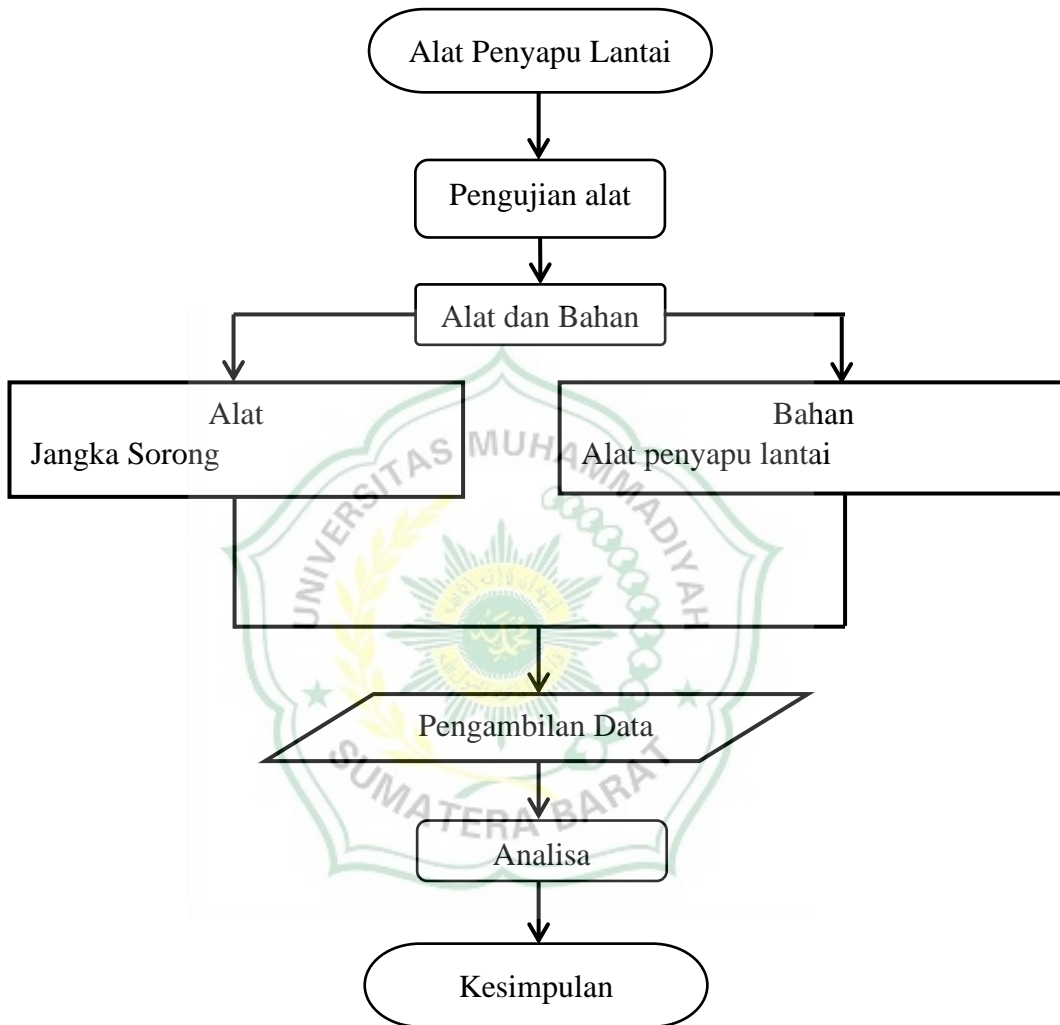 Alat Penyapu Lantai
Pengujian alat
Alat dan Bahan
Alat
Jangka Sorong
Bahan
Alat penyapu lantai
UNIVERSITAS MUHAMMADIYAH
Pengambilan Data
SUMATERA BARAT
Analisa
Kesimpulan